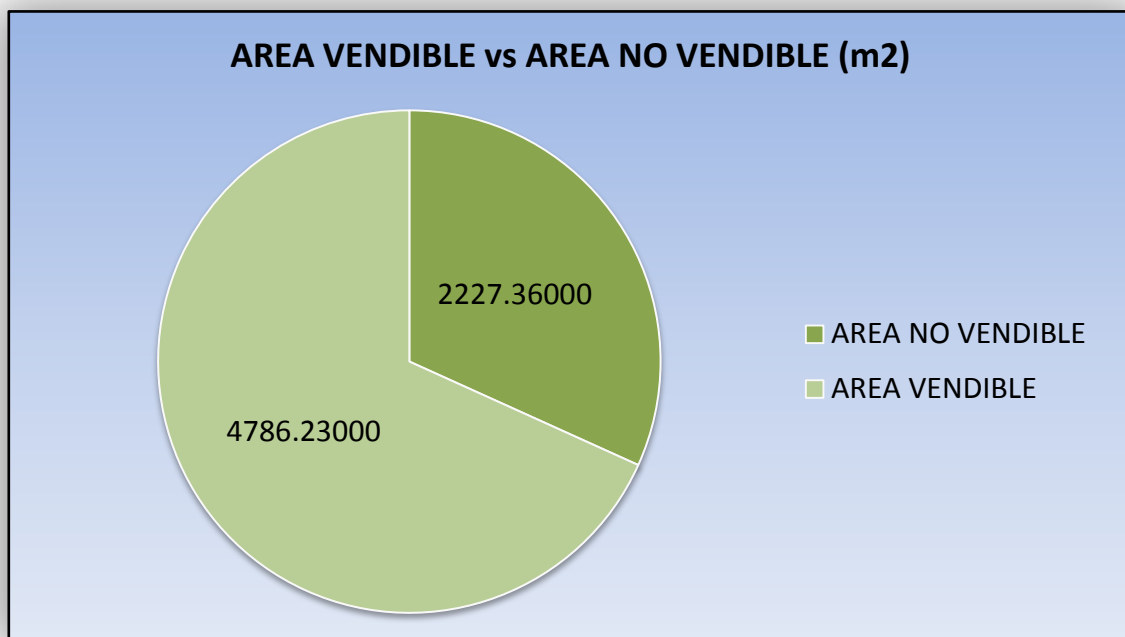 AREA VENDIBLE vs AREA NO VENDIBLE (m2)
2227.36000
4786.23000
AREA NO VENDIBLE
AREA VENDIBLE